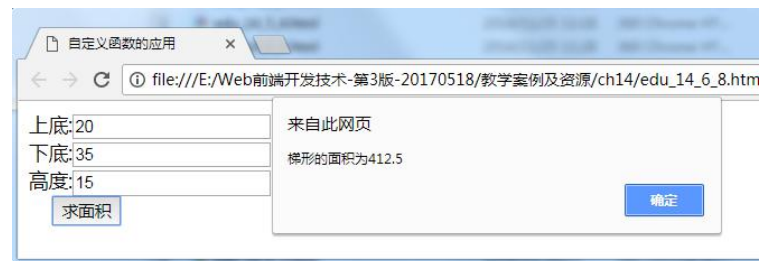 自定义函数的应用
file:///E:/Web前端开发技术-第3版-20170518/教学案例及资源/ch14/edu_14_6_8.htm
上底:20
下底:35
高度:15
求面积
来自此网页
梯形的面积为412.5
确定